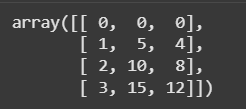 array([[ 0,  0,  0],
       [ 1,  5,  4],
       [ 2, 10,  8],
       [ 3, 15, 12]])